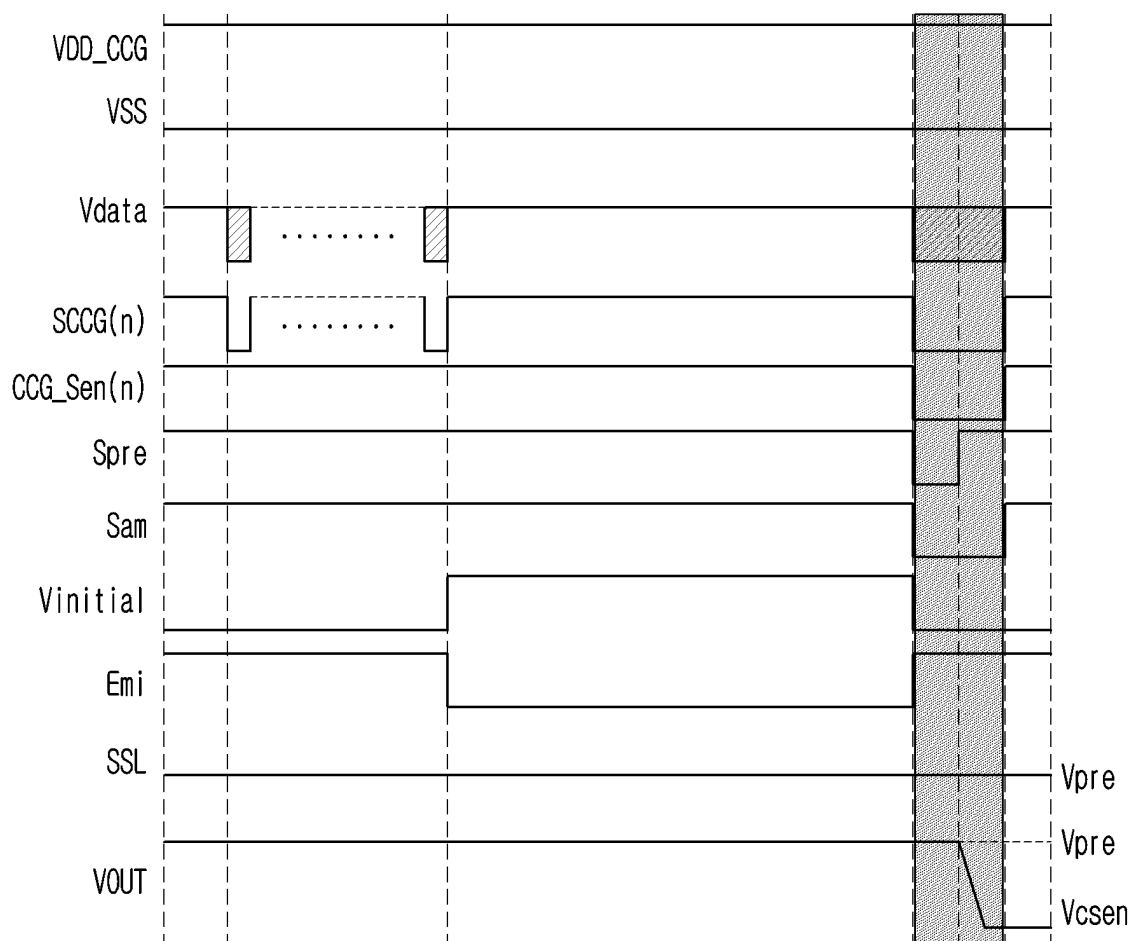 VDD_CCG
VSS
Vdata
SCCG(n)
CCG_Sen(n)
Spre
Sam
Vinitial
Emi
SSL
Vpre
Vpre
VOUT
Vcsen